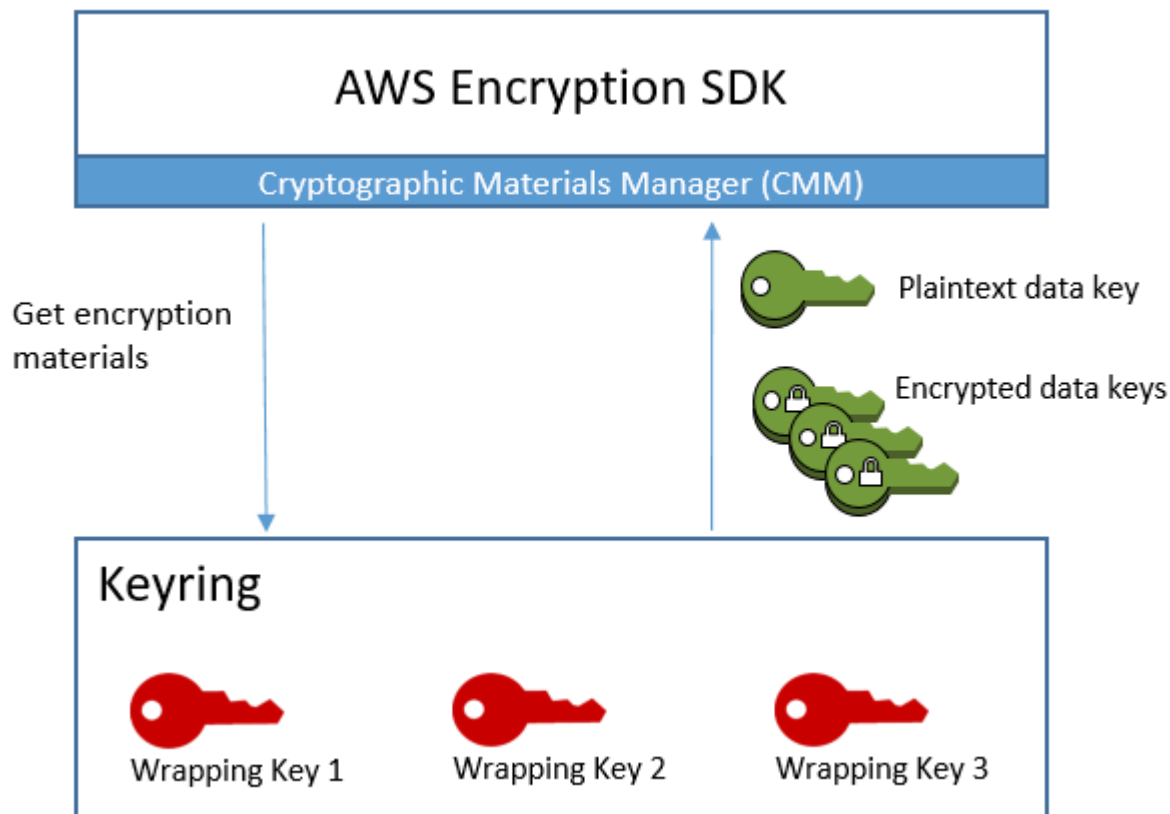 AWS Encryption SDK
Cryptographic Materials Manager (CMM)
Get encryption
materials
Plaintext data key
Encrypted data keys
Keyring
Wrapping Key 1
Wrapping Key 2
Wrapping Key 3